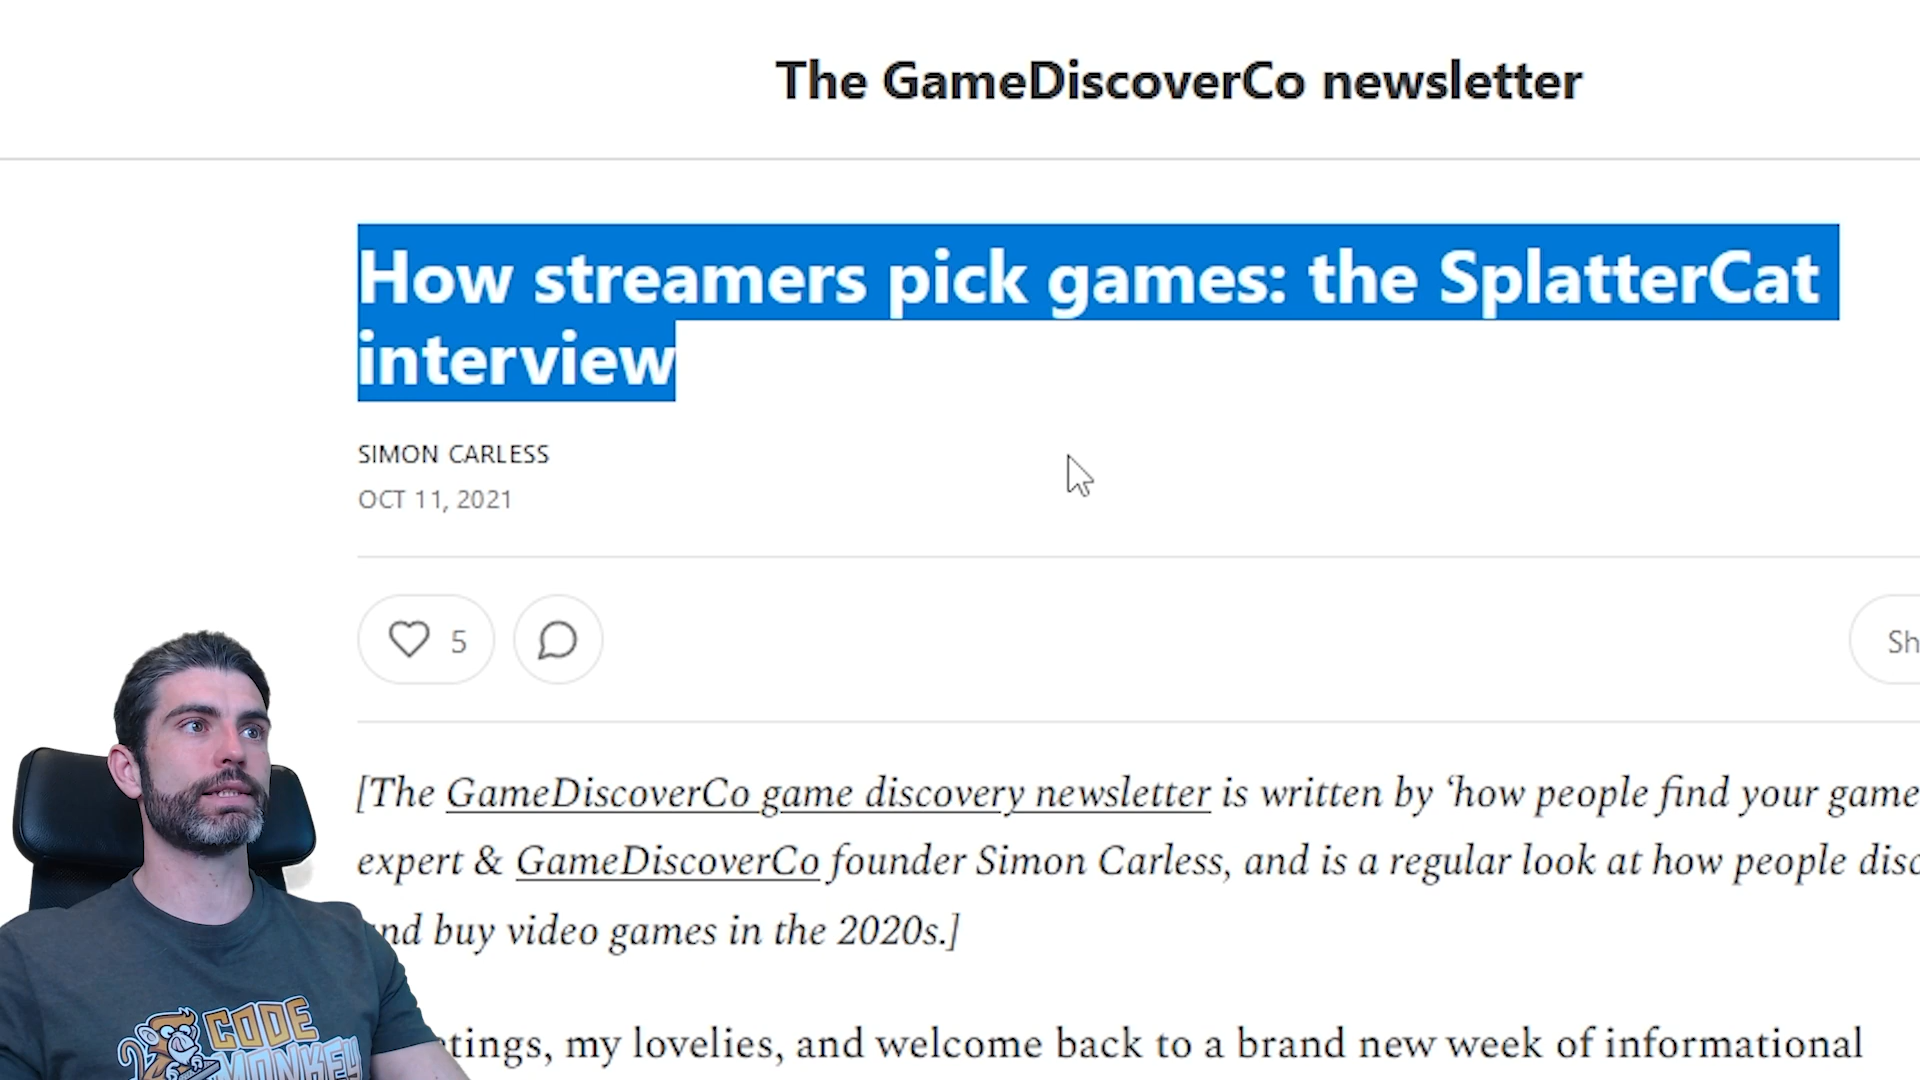 The GameDiscoverCo newsletter
How streamers pick games: the SplatterCat
interview
SIMON CARLESS
OCT 11, 2021
5
Sh
[The GameDiscoverCo game discovery newsletter is written by ‘how people find your game
expert & GameDiscoverCo founder Simon Carless, and is a regular look at how people disc
nd buy video games in the 2020s.]
etings, my lovelies, and welcome back to a brand new week of informational
CODE
MONKEY